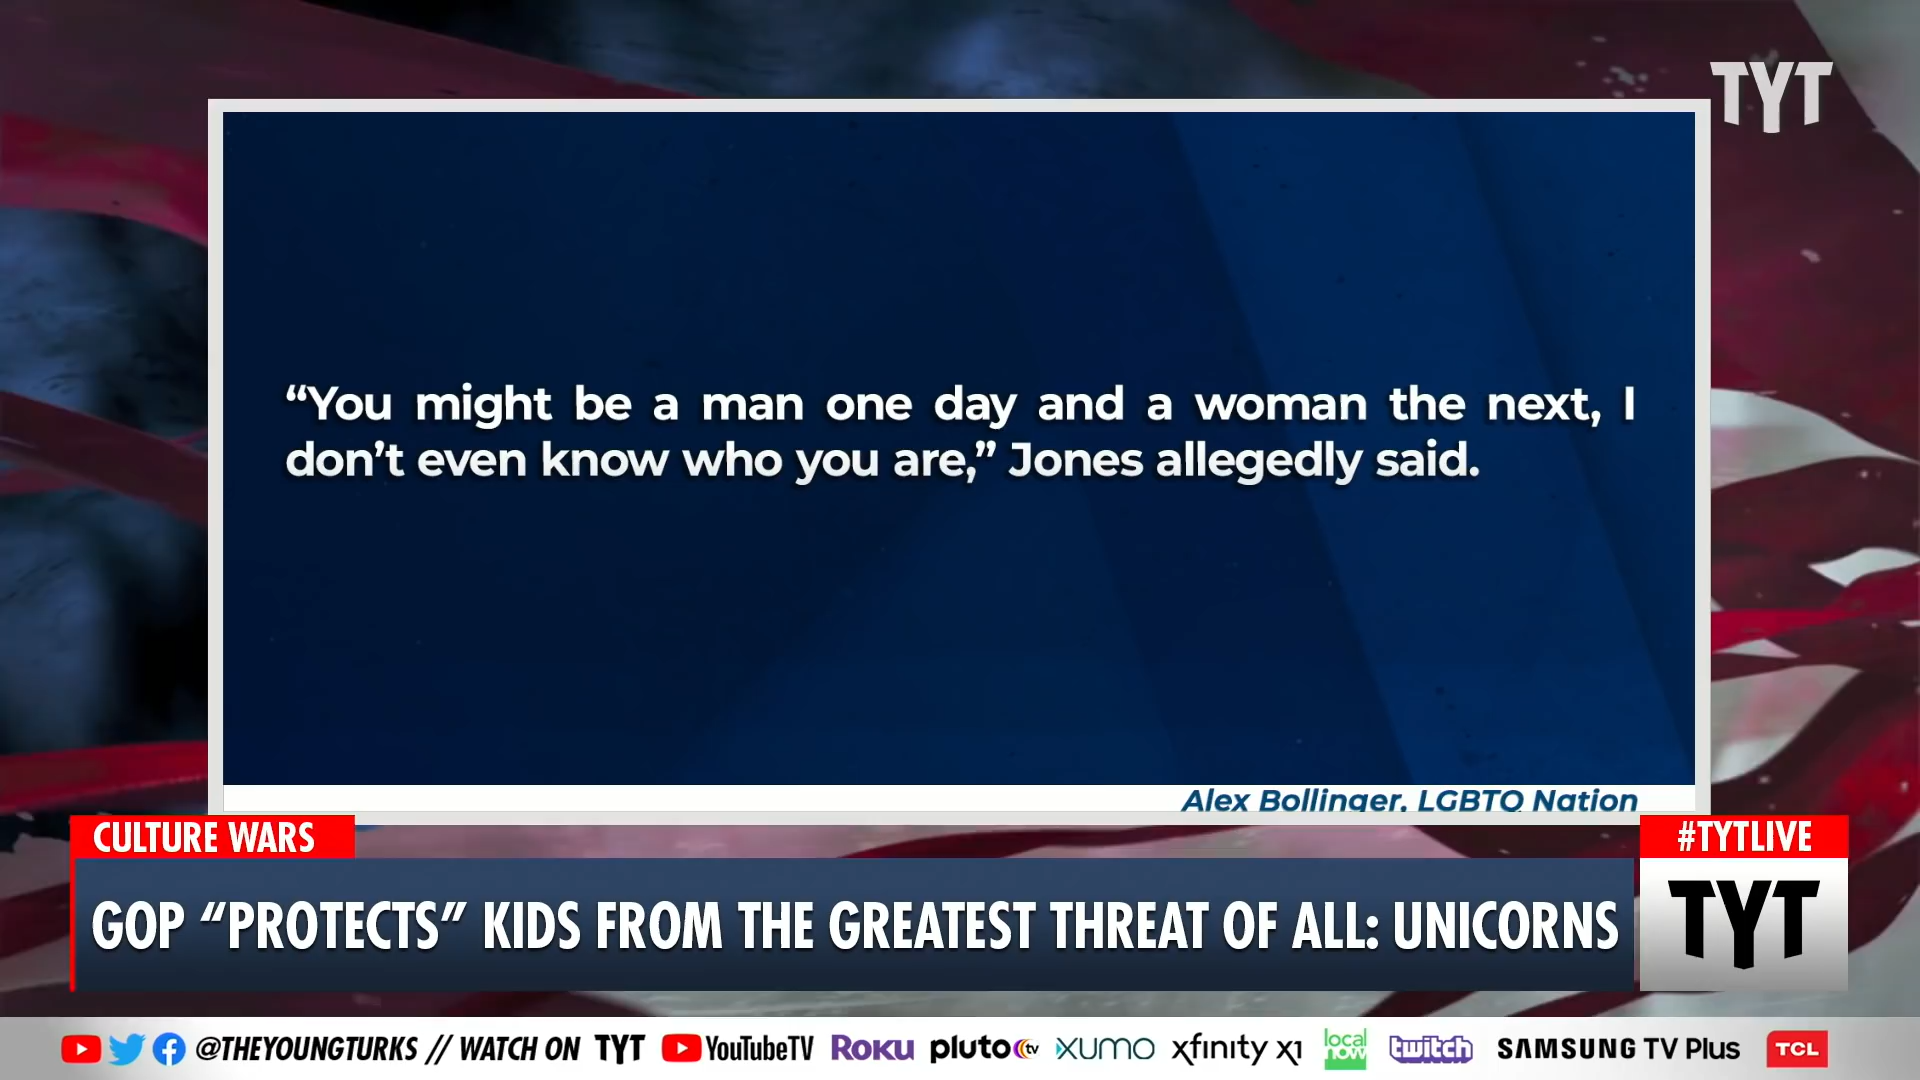 TYT
“You might be a man one day and a woman the next, I
don’t even know who you are,” Jones allegedly said.
Alex Bollinger, LGBTQ Nation
CULTURE WARS
#TYTLIVE
GOP “PROTECTS” KIDS FROM THE GREATEST THREAT OF ALL: UNICORNS
TYT
@THEYOUNGTURKS // WATCH ON TYT YouTubeTV ROKU pluto tv XUMO xfinity x1 local now twitch SAMSUNG TV Plus TCL